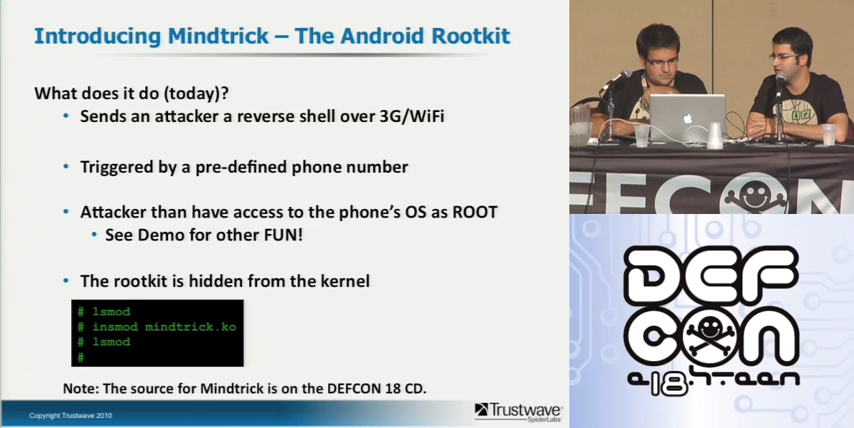 Introducing Mindtrick – The Android Rootkit
What does it do (today)?
• Sends an attacker a reverse shell over 3G/WiFi
• Triggered by a pre-defined phone number
• Attacker than have access to the phone's OS as ROOT
• See Demo for other FUN!
• The rootkit is hidden from the kernel
# lsmod
# insmod mindtrick.ko
# lsmod
#
Note: The source for Mindtrick is on the DEFCON 18 CD.
Copyright Trustwave 2010
Trustwave®
SpiderLabs®
EFCON
DEF
CON
e18h-teen